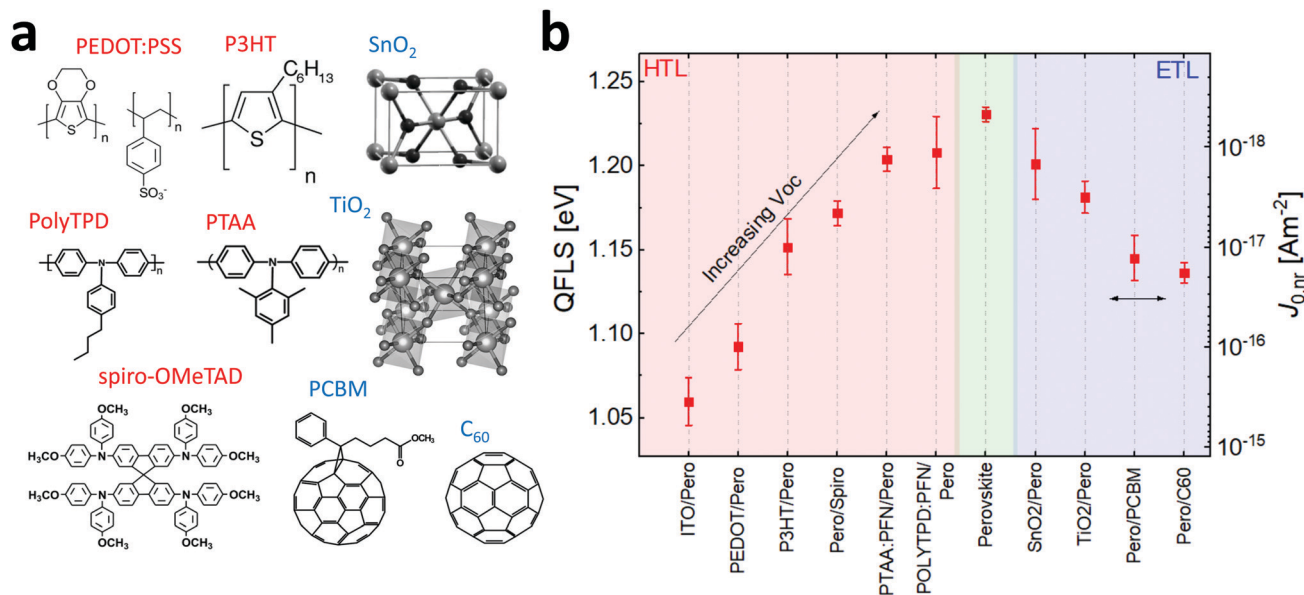 a
PEDOT:PSS
P3HT
SnO2
O
O
S
n
n
SO3-
C6H13
S
n
PolyTPD
PTAA
TiO2
N
n
N
n
spiro-OMeTAD
PCBM
C60
OCH3
OCH3
CH3O
N
N
OCH3
CH3O
N
N
OCH3
OCH3
OCH3
OCH3
O
b
HTL
ETL
Increasing Voc
QFLS [eV]
1.25
1.20
1.15
1.10
1.05
J0,nr [Am-2]
10-18
10-17
10-16
10-15
ITO/Pero
PEDOT/Pero
P3HT/Pero
Pero/Spiro
PTAA:PFN/Pero
POLYTPD:PFN/
Pero
Perovskite
SnO2/Pero
TiO2/Pero
Pero/PCBM
Pero/C60